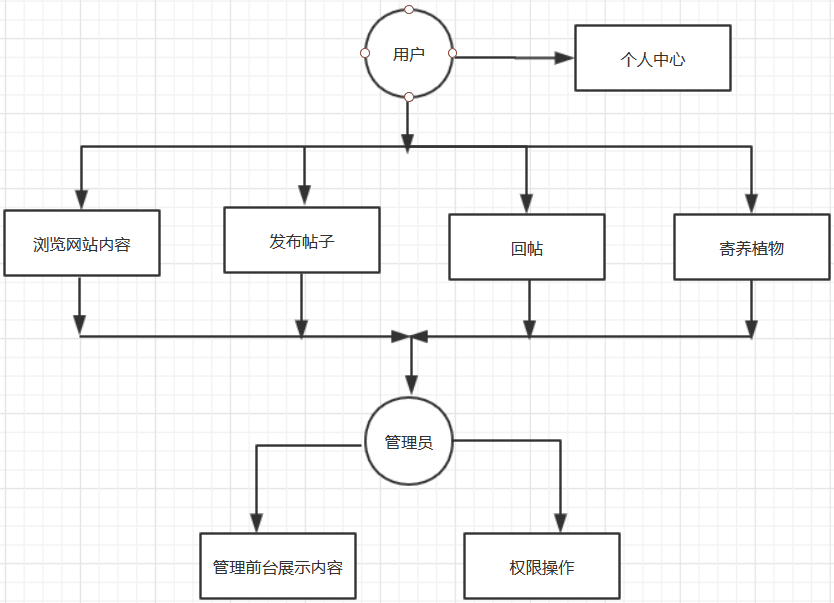 用户
个人中心
浏览网站内容
发布帖子
回帖
寄养植物
管理员
管理前台展示内容
权限操作